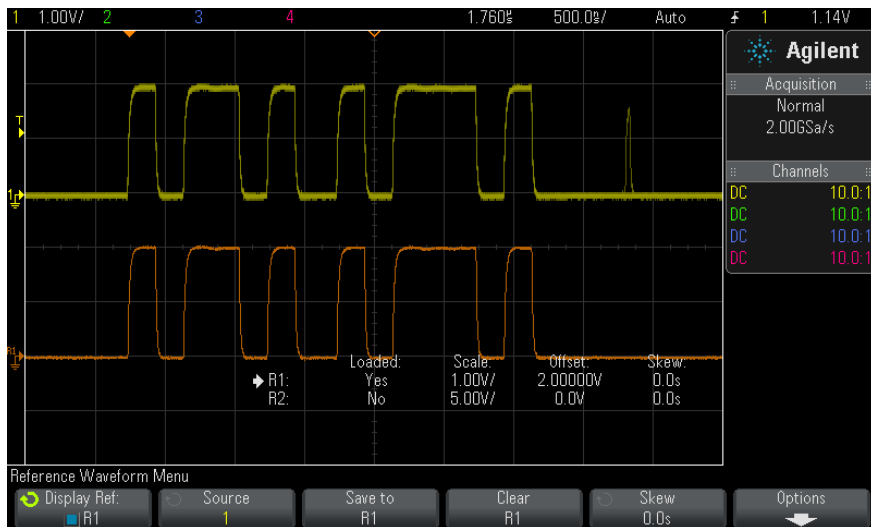 1 1.00V/ 2 3 4 1.760s 500.0s/ Auto 1 1.14V
Agilent
Acquisition
Normal
2.00GSa/s
Channels
DC 10.0:1
DC 10.0:1
DC 10.0:1
DC 10.0:1
T
1
R1
Loaded: Scale: Offset: Skew:
R1: Yes 1.00V/ 2.00000V 0.0s
R2: No 5.00V/ 0.0V 0.0s
Reference Waveform Menu
Display Ref: Source Save to Clear Skew Options
R1 1 R1 R1 0.0s